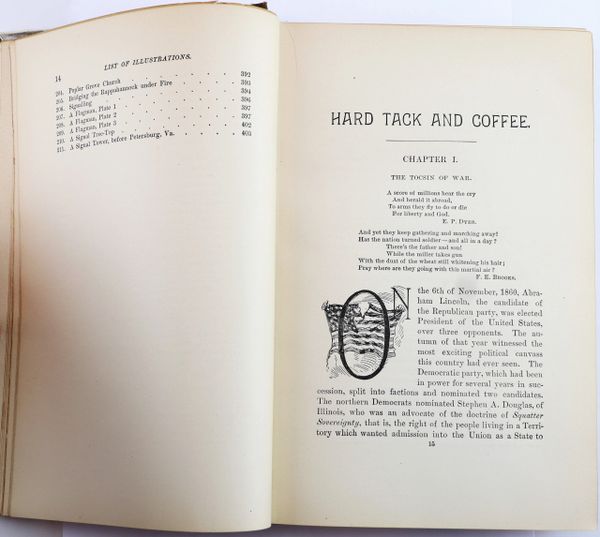 14 LIST OF ILLUSTRATIONS.
204. Poplar Grove Church 392
205. Bridging the Rappahannock under Fire 393
206. Signalling 394
207. A Flagman, Plate 1 396
208. A Flagman, Plate 2 397
209. A Flagman, Plate 3 397
210. A Signal Tree-Top 402
211. A Signal Tower, before Petersburg, Va. 403
HARD TACK AND COFFEE.
CHAPTER I.
THE TOCSIN OF WAR.
A score of millions hear the cry
And herald it abroad,
To arms they fly to do or die
For liberty and God.
E. P. DYER.
And yet they keep gathering and marching away!
Has the nation turned soldier—and all in a day?
There's the father and son!
While the miller takes gun
With the dust of the wheat still whitening his hair;
Pray where are they going with this martial air?
F. E. BROOKS.
ON the 6th of November, 1860, Abra-
ham Lincoln, the candidate of
the Republican party, was elected
President of the United States,
over three opponents. The au-
tumn of that year witnessed the
most exciting political canvass
this country had ever seen. The
Democratic party, which had been
in power for several years in suc-
cession, split into factions and nominated two candidates.
The northern Democrats nominated Stephen A. Douglas, of
Illinois, who was an advocate of the doctrine of Squatter
Sovereignty, that is, the right of the people living in a Terri-
tory which wanted admission into the Union as a State to
15